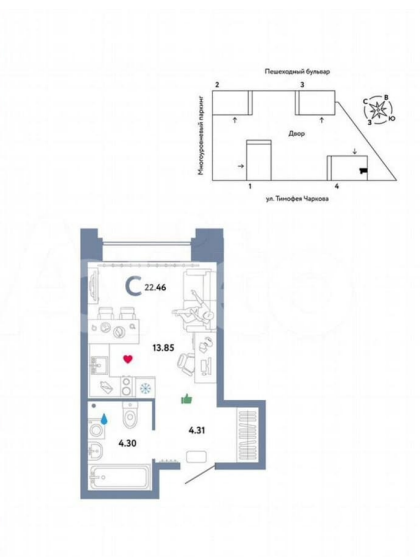 Пешеходный бульвар
2
3
Многоуровневый паркинг
С
В
З
Ю
Двор
1
4
ул. Тимофея Чаркова
С 22.46
13.85
4.31
4.30